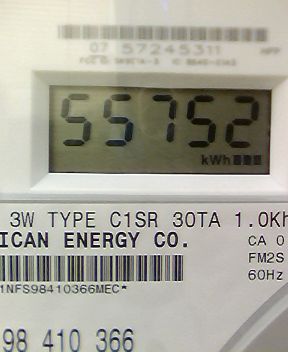 07 57245311
55752
kWh
3W TYPE C1SR 30TA 1.0Kh
ICAN ENERGY CO.
CA 0
FM2S
60Hz
1NFS98410366MEC*
98 410 366